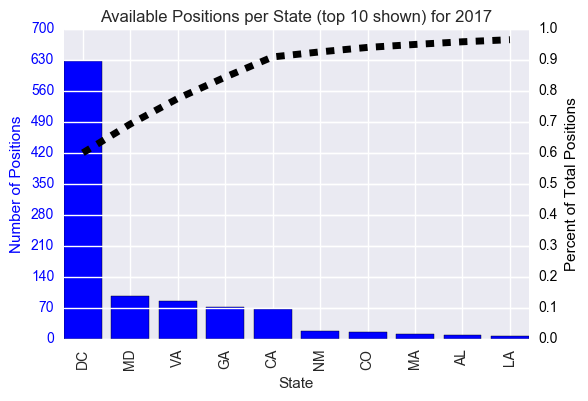 Available Positions per State (top 10 shown) for 2017
700
630
560
490
420
350
280
210
140
70
0
Number of Positions
1.0
0.9
0.8
0.7
0.6
0.5
0.4
0.3
0.2
0.1
0.0
Percent of Total Positions
DC
MD
VA
GA
CA
NM
CO
MA
AL
LA
State